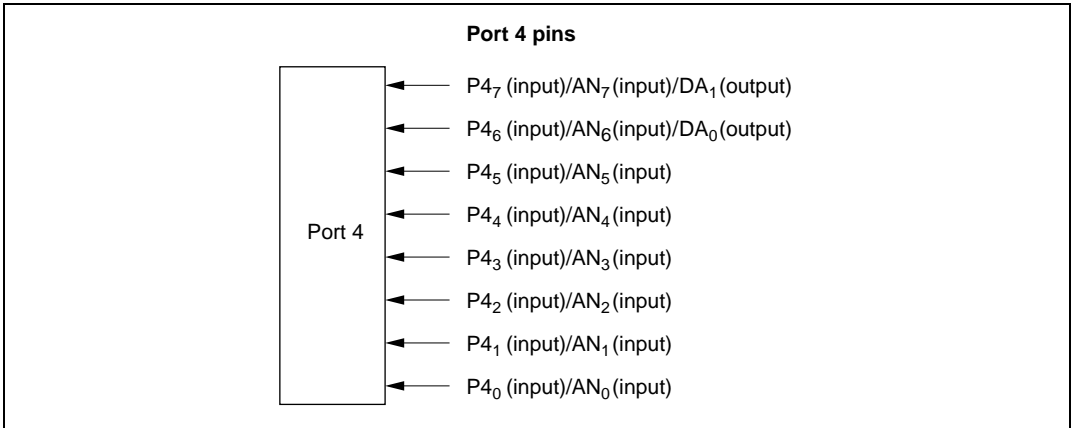 Port 4 pins
P4₇ (input)/AN₇(input)/DA₁(output)
P4₆ (input)/AN₆(input)/DA₀(output)
P4₅ (input)/AN₅(input)
P4₄ (input)/AN₄(input)
Port 4
P4₃ (input)/AN₃(input)
P4₂ (input)/AN₂(input)
P4₁ (input)/AN₁(input)
P4₀ (input)/AN₀(input)